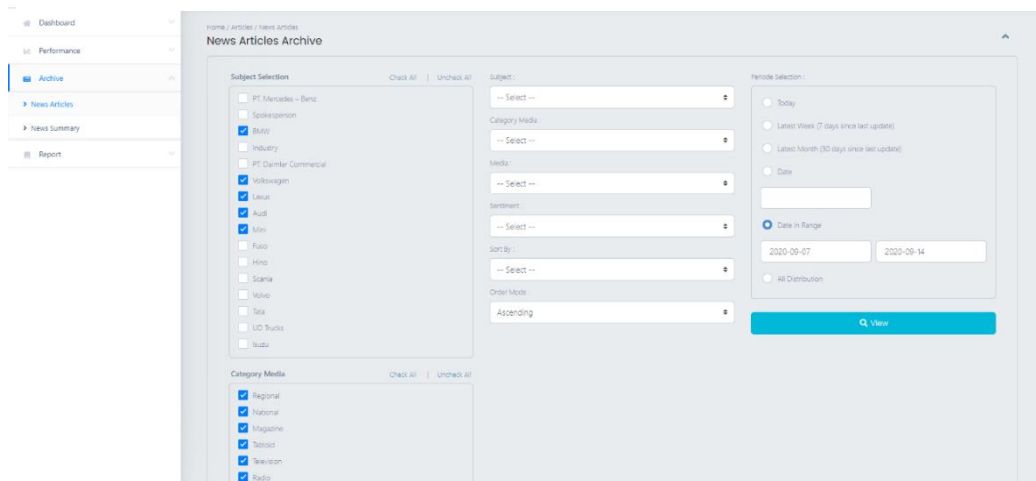 Dashboard
Performance
Archive
News Articles
News Summary
Report
Home / Articles / News Articles
News Articles Archive
Subject Selection
Check All | Uncheck All
PT. Mercedes – Benz
Spokesperson
BMW
Industry
PT. Daimler Commercial
Volkswagen
Lexus
Audi
Mini
Fuso
Hino
Scania
Volvo
Tata
UD Trucks
Isuzu
Category Media
Check All | Uncheck All
Regional
National
Magazine
Tabloid
Television
Radio
Subject :
-- Select --
Category Media :
-- Select --
Media :
-- Select --
Sentiment :
-- Select --
Sort By :
-- Select --
Order Mode :
Ascending
Periode Selection :
Today
Latest Week (7 days since last update)
Latest Month (30 days since last update)
Date
Date in Range
2020-09-07 2020-09-14
All Distribution
View